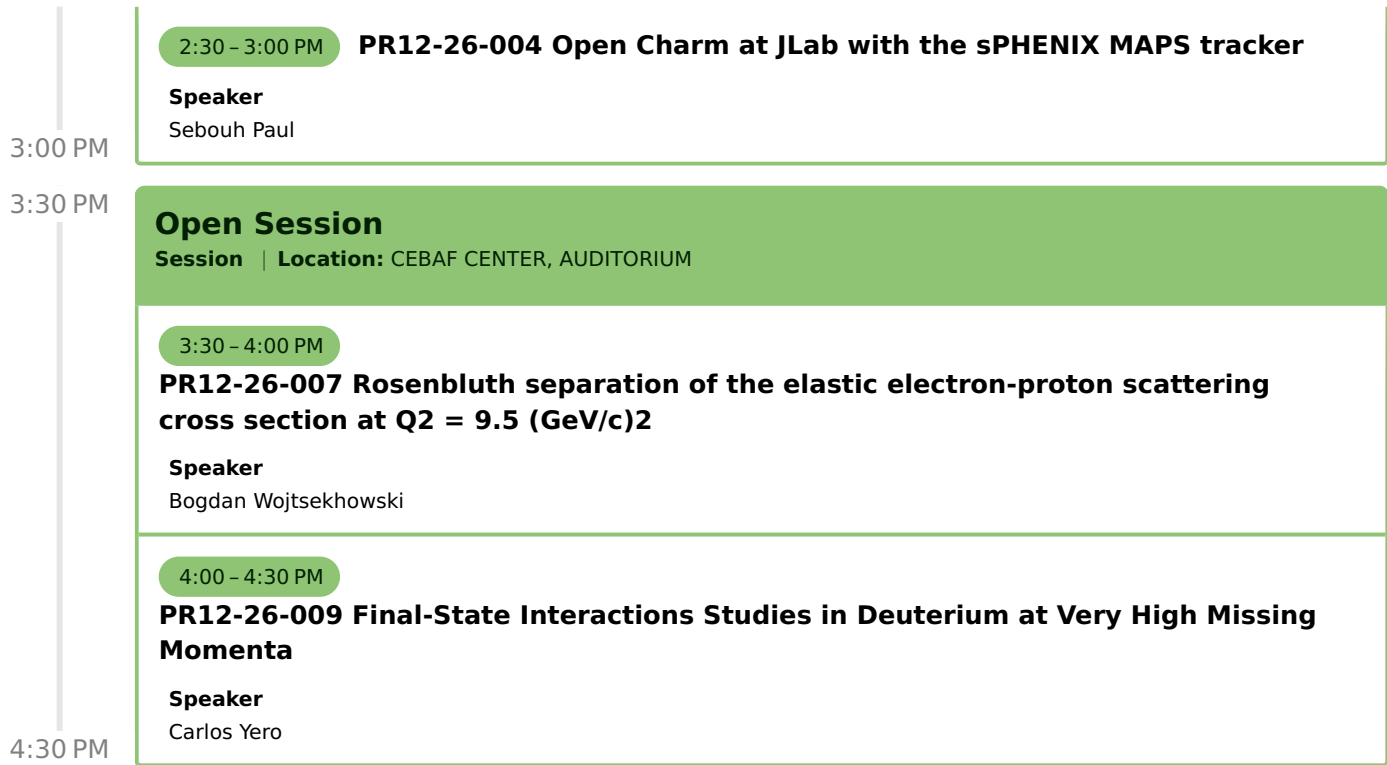 2:30 – 3:00 PM PR12-26-004 Open Charm at JLab with the sPHENIX MAPS tracker
Speaker
Sebouh Paul
3:00 PM
3:30 PM
Open Session
Session | Location: CEBAF CENTER, AUDITORIUM
3:30 – 4:00 PM
PR12-26-007 Rosenbluth separation of the elastic electron-proton scattering
cross section at Q2 = 9.5 (GeV/c)2
Speaker
Bogdan Wojtsekhowski
4:00 – 4:30 PM
PR12-26-009 Final-State Interactions Studies in Deuterium at Very High Missing
Momenta
Speaker
Carlos Yero
4:30 PM